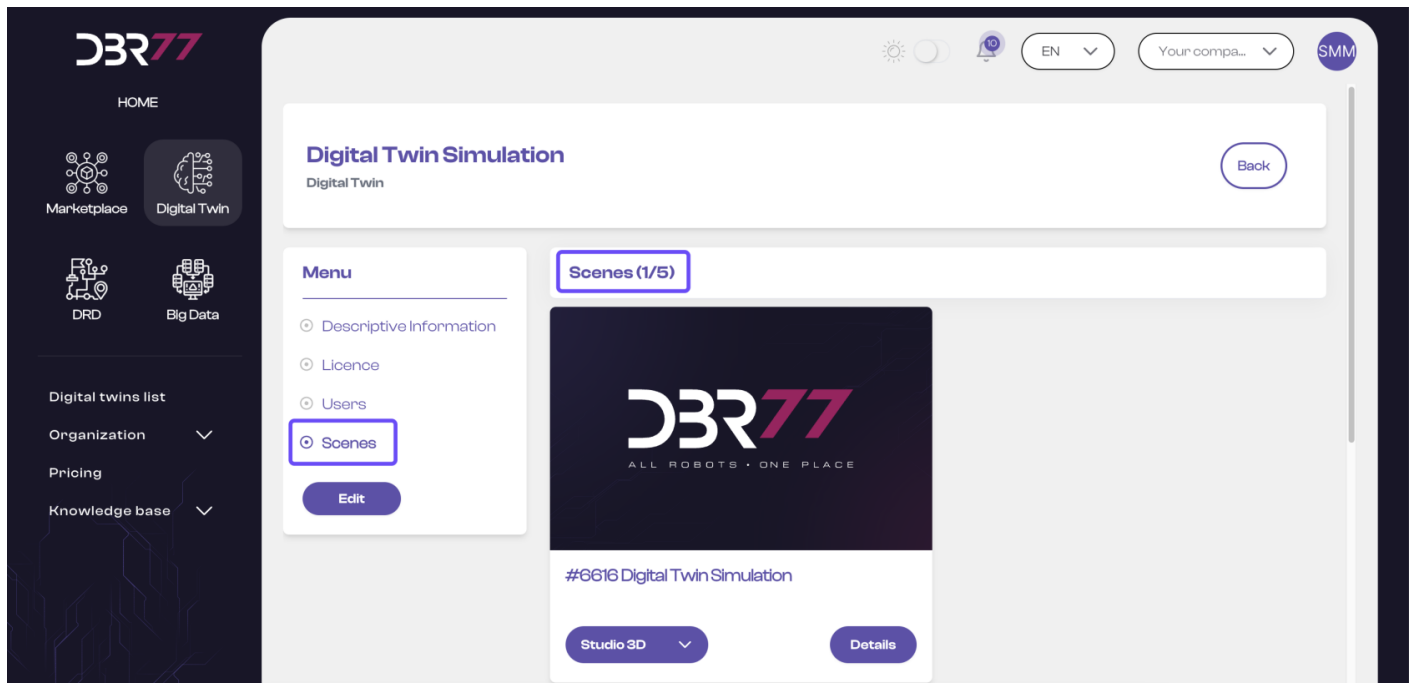 DBR77
HOME
Marketplace
Digital Twin
DRD
Big Data
Digital twins list
Organization
Pricing
Knowledge base
10
EN
Your compa...
SMM
Digital Twin Simulation
Digital Twin
Back
Menu
Descriptive Information
Licence
Users
Scenes
Edit
Scenes (1/5)
DBR77
ALL ROBOTS • ONE PLACE
#6616 Digital Twin Simulation
Studio 3D
Details